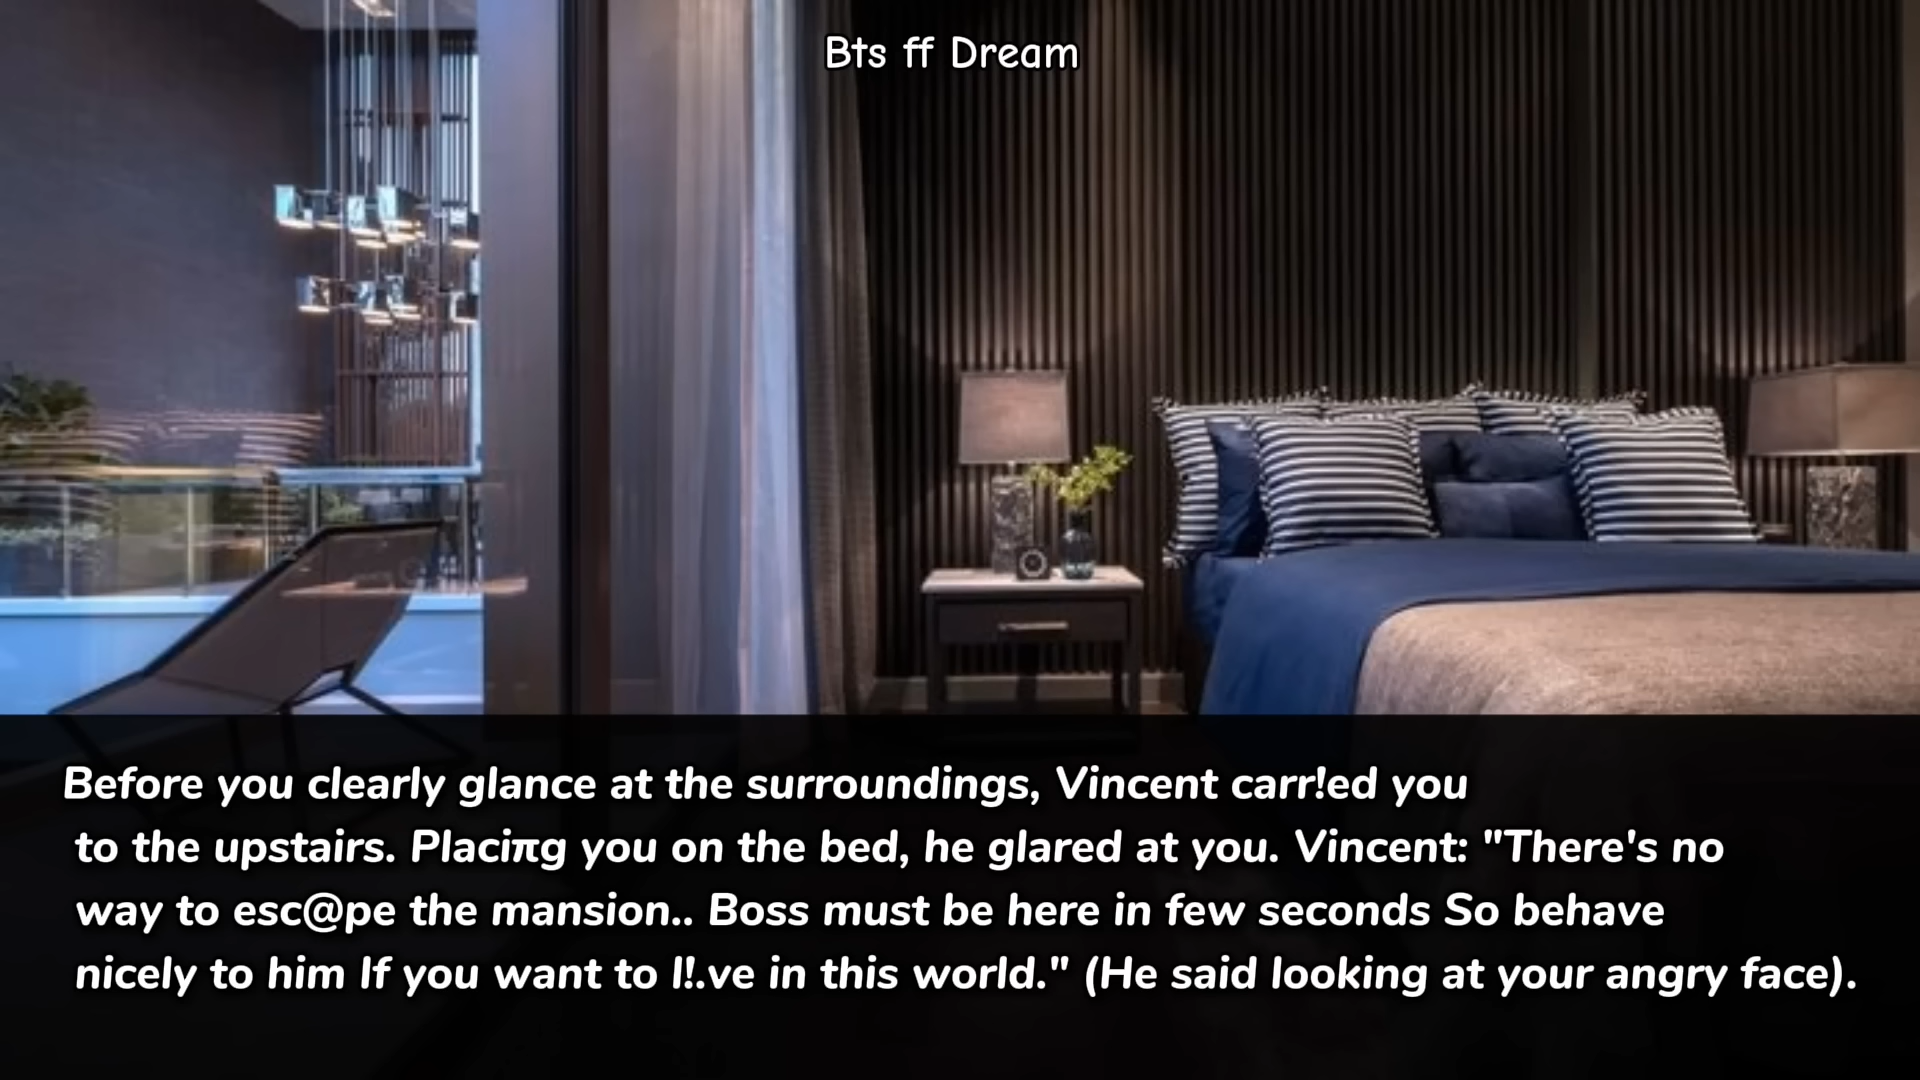 Bts ff Dream
Before you clearly glance at the surroundings, Vincent carr!ed you
to the upstairs. Placiπg you on the bed, he glared at you. Vincent: "There's no
way to esc@pe the mansion.. Boss must be here in few seconds So behave
nicely to him If you want to l!.ve in this world." (He said looking at your angry face).